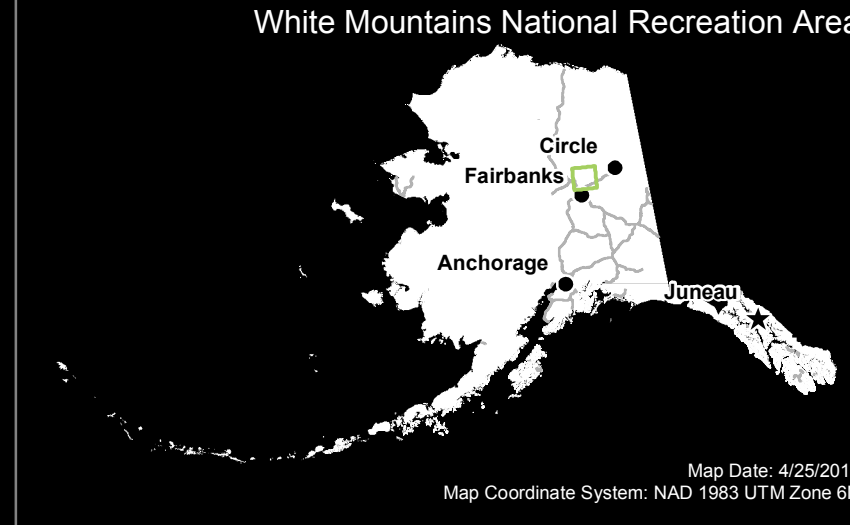 White Mountains National Recreation Area
Circle
Fairbanks
Anchorage
Juneau
Map Date: 4/25/201
Map Coordinate System: NAD 1983 UTM Zone 6